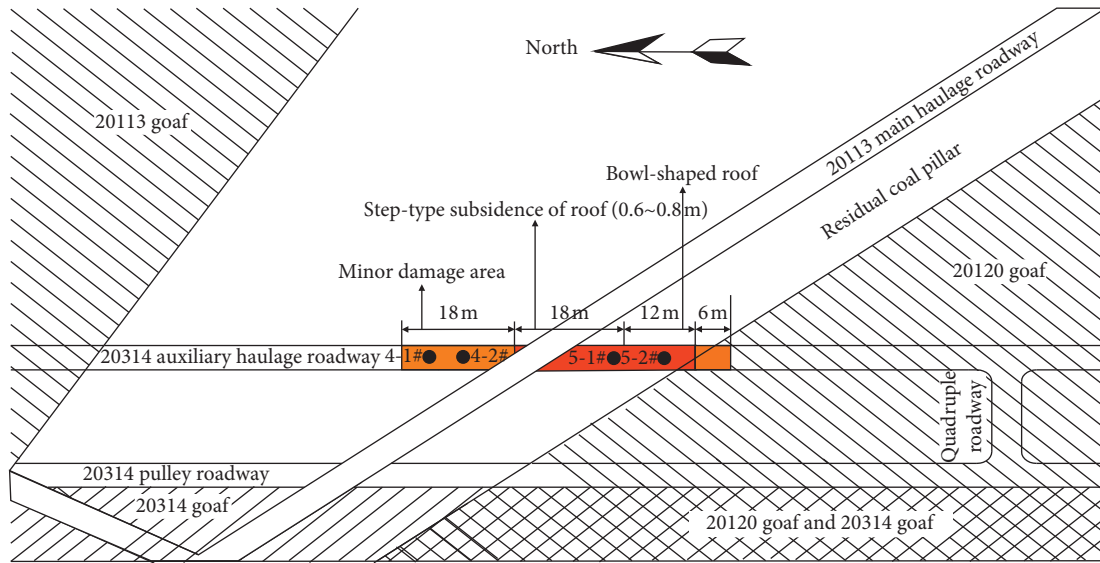 North
20113 goaf
20113 main haulage roadway
Residual coal pillar
Bowl-shaped roof
Step-type subsidence of roof (0.6~0.8 m)
Minor damage area
20120 goaf
18 m
18 m
12 m
6 m
20314 auxiliary haulage roadway
4-1#
4-2#
5-1#
5-2#
Quadruple
roadway
20314 pulley roadway
20314 goaf
20120 goaf and 20314 goaf